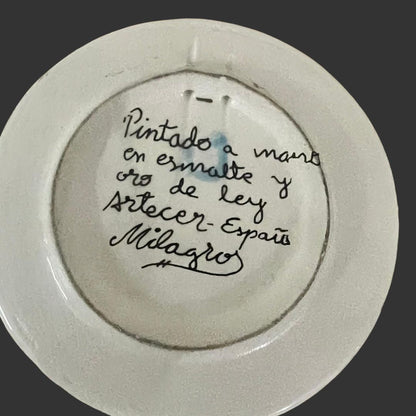 Pintado a mano
en esmalte y
oro de ley
Artecer-España
Milagros